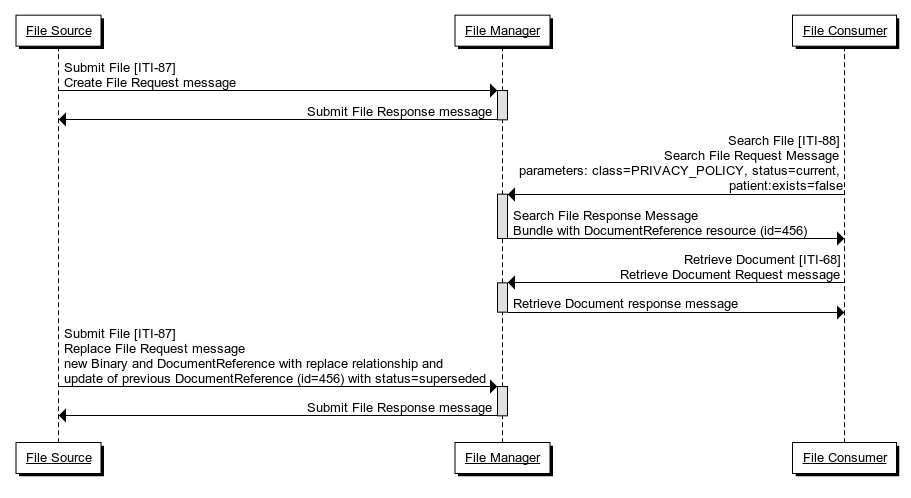 File Source
File Manager
File Consumer
Submit File [ITI-87]
Create File Request message
Submit File Response message
Search File [ITI-88]
Search File Request Message
parameters: class=PRIVACY_POLICY, status=current,
patient:exists=false
Search File Response Message
Bundle with DocumentReference resource (id=456)
Retrieve Document [ITI-68]
Retrieve Document Request message
Retrieve Document response message
Submit File [ITI-87]
Replace File Request message
new Binary and DocumentReference with replace relationship and
update of previous DocumentReference (id=456) with status=superseded
Submit File Response message
File Source
File Manager
File Consumer